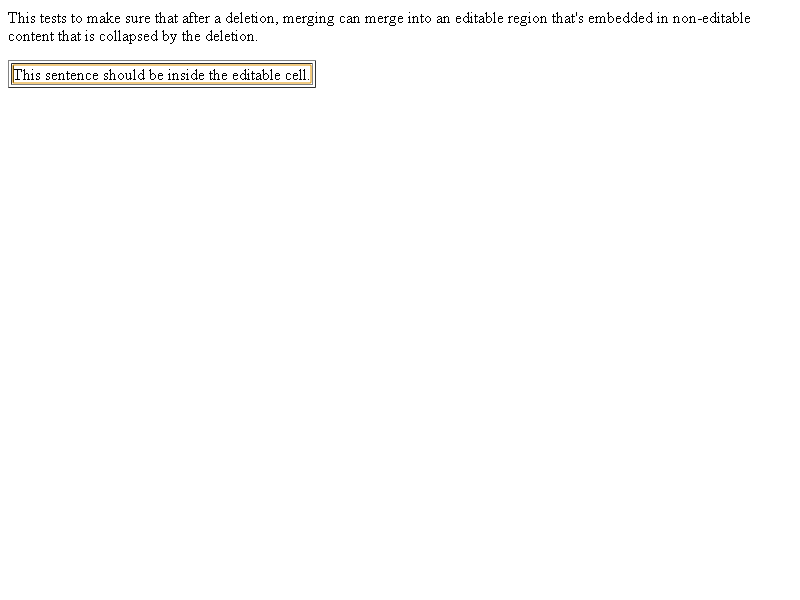 This tests to make sure that after a deletion, merging can merge into an editable region that's embedded in non-editable
content that is collapsed by the deletion.
This sentence should be inside the editable cell.